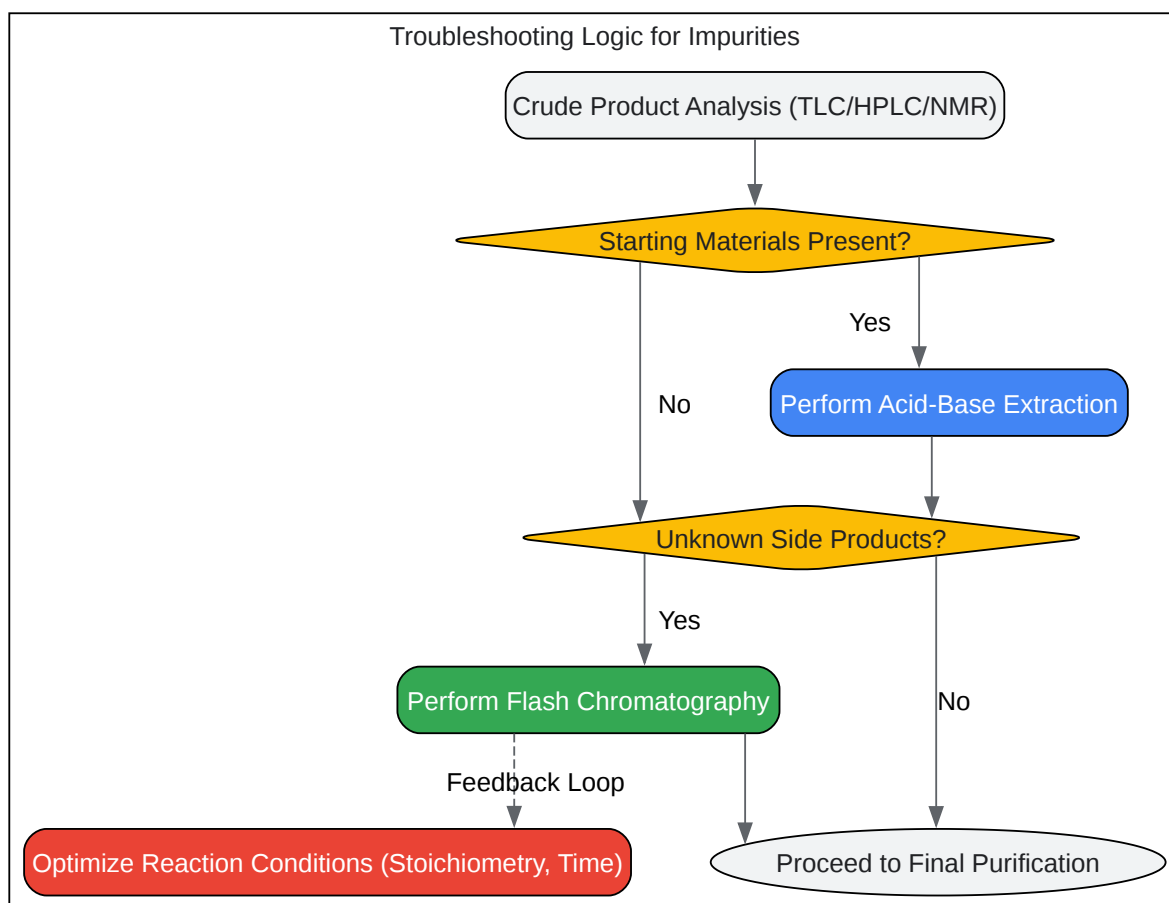 Troubleshooting Logic for Impurities
Crude Product Analysis (TLC/HPLC/NMR)
Starting Materials Present?
Yes
Perform Acid-Base Extraction
No
Unknown Side Products?
Yes
Perform Flash Chromatography
No
Feedback Loop
Optimize Reaction Conditions (Stoichiometry, Time)
Proceed to Final Purification